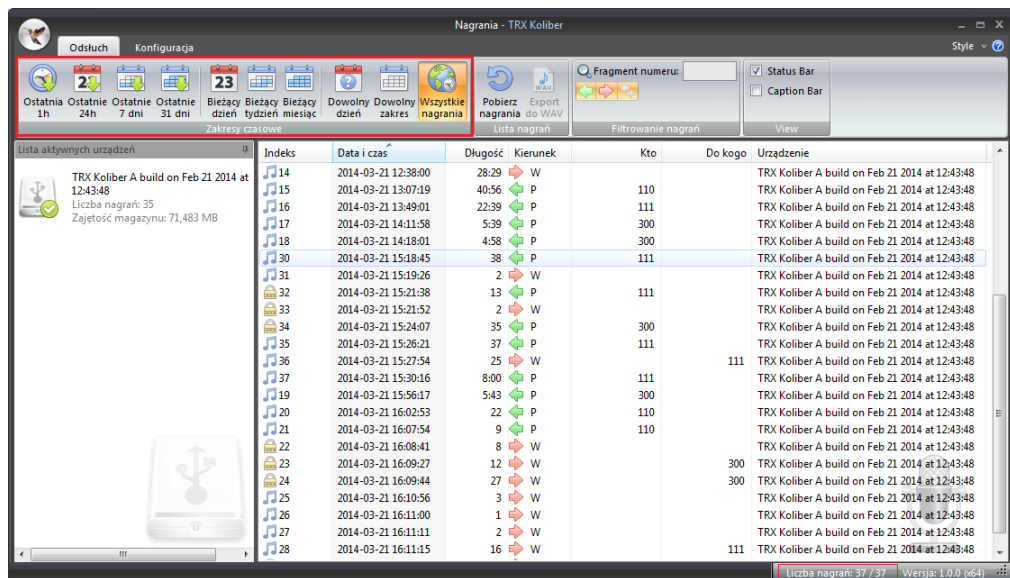 Nagrania - TRX Koliber
Odsłuch Konfiguracja Style
Ostatnia 1h Ostatnie 24h Ostatnie 7 dni Ostatnie 31 dni Bieżący dzień Bieżący tydzień Bieżący miesiąc Dowolny dzień Dowolny zakres Wszystkie nagrania
Zakresy czasowe
Pobierz nagrania Export do WAV
Lista nagrań
Fragment numeru:
Filtrowanie nagrań
Status Bar
Caption Bar
View
Lista aktywnych urządzeń
TRX Koliber A build on Feb 21 2014 at
12:43:48
Liczba nagrań: 35
Zajętość magazynu: 71,483 MB
Indeks Data i czas Długość Kierunek Kto Do kogo Urządzenie
14 2014-03-21 12:38:00 28:29 W TRX Koliber A build on Feb 21 2014 at 12:43:48
15 2014-03-21 13:07:19 40:56 P 110 TRX Koliber A build on Feb 21 2014 at 12:43:48
16 2014-03-21 13:49:01 22:39 P 111 TRX Koliber A build on Feb 21 2014 at 12:43:48
17 2014-03-21 14:11:58 5:39 P 300 TRX Koliber A build on Feb 21 2014 at 12:43:48
18 2014-03-21 14:18:01 4:58 P 300 TRX Koliber A build on Feb 21 2014 at 12:43:48
30 2014-03-21 15:18:45 38 P 111 TRX Koliber A build on Feb 21 2014 at 12:43:48
31 2014-03-21 15:19:26 2 W TRX Koliber A build on Feb 21 2014 at 12:43:48
32 2014-03-21 15:21:38 13 P 111 TRX Koliber A build on Feb 21 2014 at 12:43:48
33 2014-03-21 15:21:52 2 W TRX Koliber A build on Feb 21 2014 at 12:43:48
34 2014-03-21 15:24:07 35 P 300 TRX Koliber A build on Feb 21 2014 at 12:43:48
35 2014-03-21 15:26:21 37 P 111 TRX Koliber A build on Feb 21 2014 at 12:43:48
36 2014-03-21 15:27:54 25 W 111 TRX Koliber A build on Feb 21 2014 at 12:43:48
37 2014-03-21 15:30:16 8:00 P 111 TRX Koliber A build on Feb 21 2014 at 12:43:48
19 2014-03-21 15:56:17 5:43 P 300 TRX Koliber A build on Feb 21 2014 at 12:43:48
20 2014-03-21 16:02:53 22 P 110 TRX Koliber A build on Feb 21 2014 at 12:43:48
21 2014-03-21 16:07:54 9 P 110 TRX Koliber A build on Feb 21 2014 at 12:43:48
22 2014-03-21 16:08:41 8 W TRX Koliber A build on Feb 21 2014 at 12:43:48
23 2014-03-21 16:09:27 12 W 300 TRX Koliber A build on Feb 21 2014 at 12:43:48
24 2014-03-21 16:09:44 27 W 300 TRX Koliber A build on Feb 21 2014 at 12:43:48
25 2014-03-21 16:10:56 3 W TRX Koliber A build on Feb 21 2014 at 12:43:48
26 2014-03-21 16:11:00 1 W TRX Koliber A build on Feb 21 2014 at 12:43:48
27 2014-03-21 16:11:11 2 W TRX Koliber A build on Feb 21 2014 at 12:43:48
28 2014-03-21 16:11:15 16 W 111 TRX Koliber A build on Feb 21 2014 at 12:43:48
Liczba nagrań: 37 / 37 Wersja: 1.0.0 (x64)